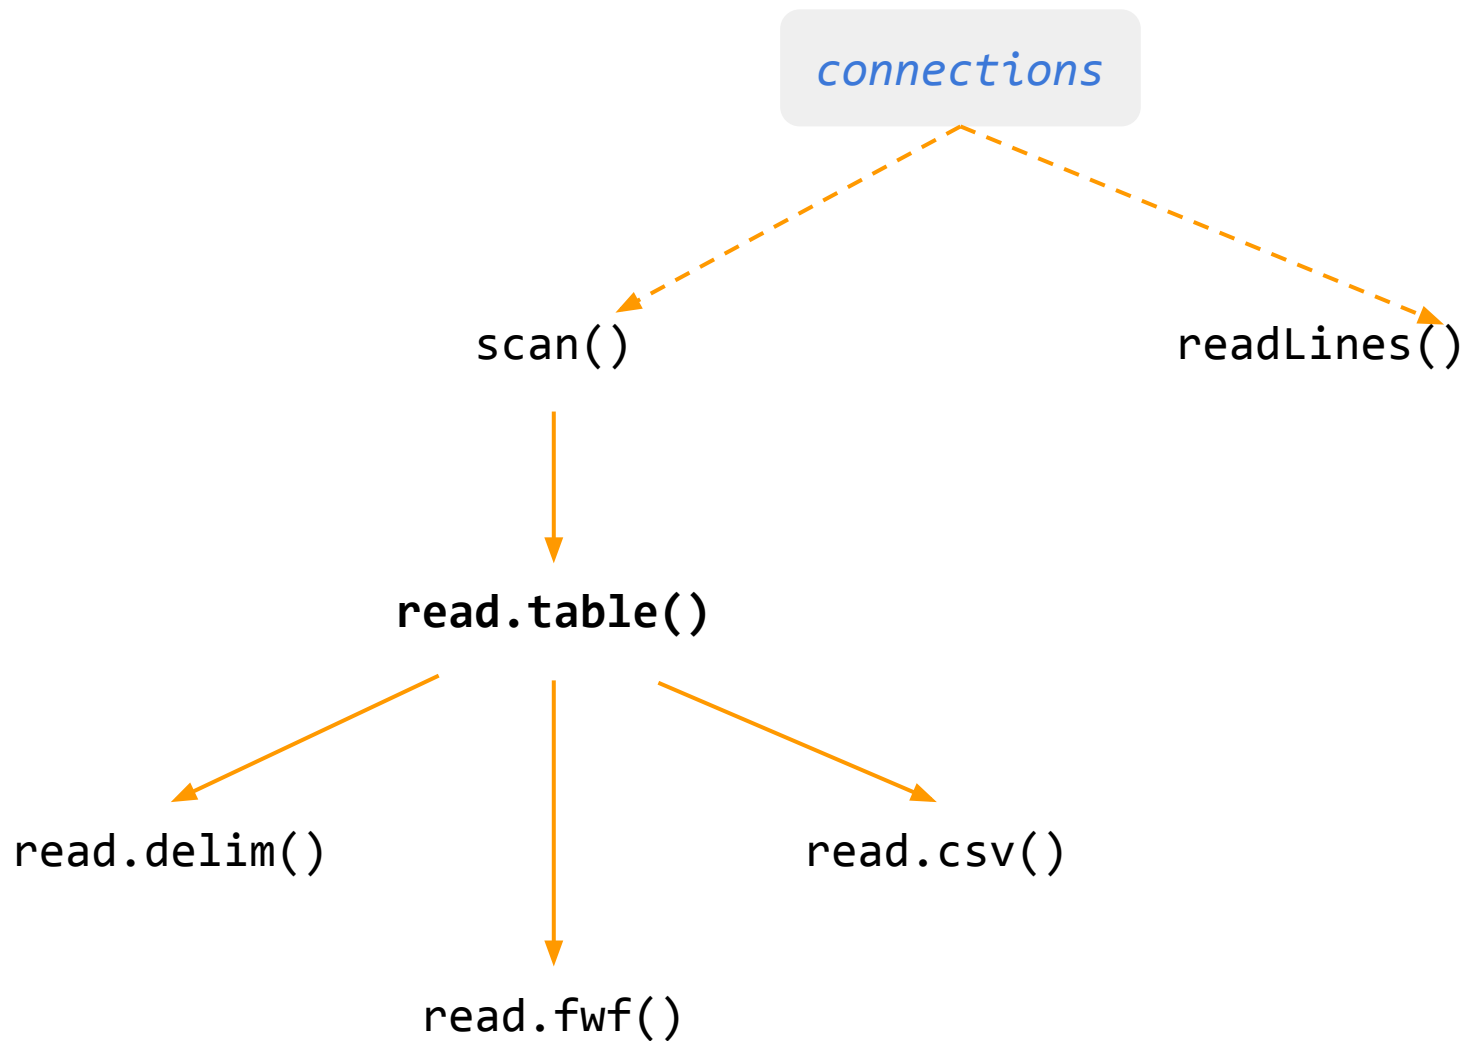 connections
scan()
readLines()
read.table()
read.delim()
read.csv()
read.fwf()